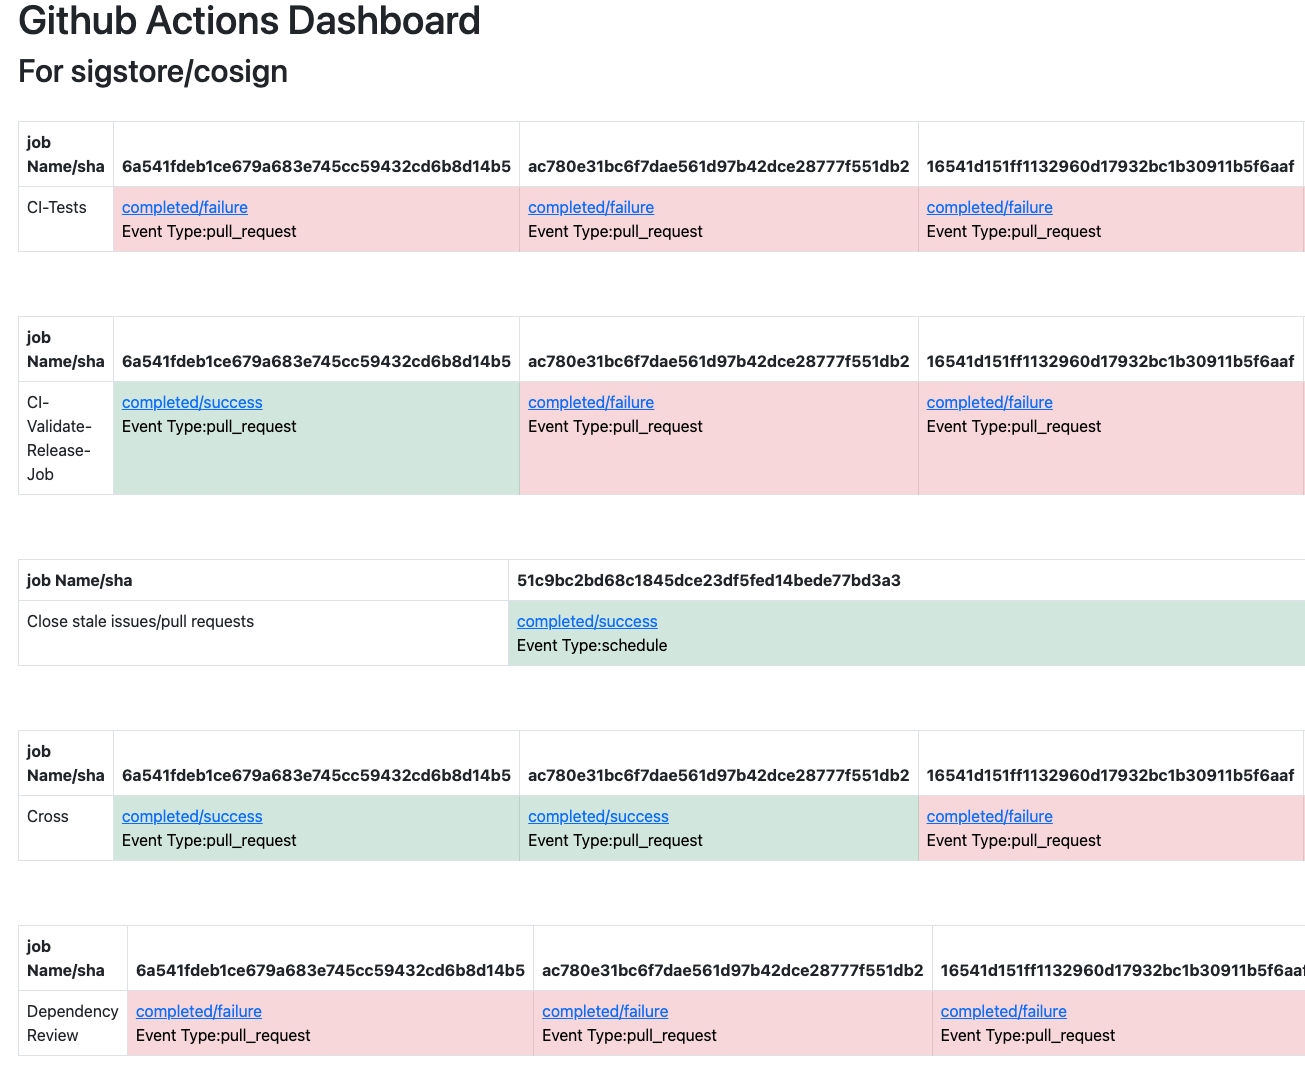 Github Actions Dashboard
For sigstore/cosign
job
Name/sha 6a541fdeb1ce679a683e745cc59432cd6b8d14b5 ac780e31bc6f7dae561d97b42dce28777f551db2 16541d151ff1132960d17932bc1b30911b5f6aaf
CI-Tests completed/failure completed/failure completed/failure
Event Type:pull_request Event Type:pull_request Event Type:pull_request
job
Name/sha 6a541fdeb1ce679a683e745cc59432cd6b8d14b5 ac780e31bc6f7dae561d97b42dce28777f551db2 16541d151ff1132960d17932bc1b30911b5f6aaf
CI- completed/success completed/failure completed/failure
Validate- Event Type:pull_request Event Type:pull_request Event Type:pull_request
Release-
Job
job Name/sha 51c9bc2bd68c1845dce23df5fed14bede77bd3a3
Close stale issues/pull requests completed/success
Event Type:schedule
job
Name/sha 6a541fdeb1ce679a683e745cc59432cd6b8d14b5 ac780e31bc6f7dae561d97b42dce28777f551db2 16541d151ff1132960d17932bc1b30911b5f6aaf
Cross completed/success completed/success completed/failure
Event Type:pull_request Event Type:pull_request Event Type:pull_request
job
Name/sha 6a541fdeb1ce679a683e745cc59432cd6b8d14b5 ac780e31bc6f7dae561d97b42dce28777f551db2 16541d151ff1132960d17932bc1b30911b5f6aaf
Dependency completed/failure completed/failure completed/failure
Review Event Type:pull_request Event Type:pull_request Event Type:pull_request